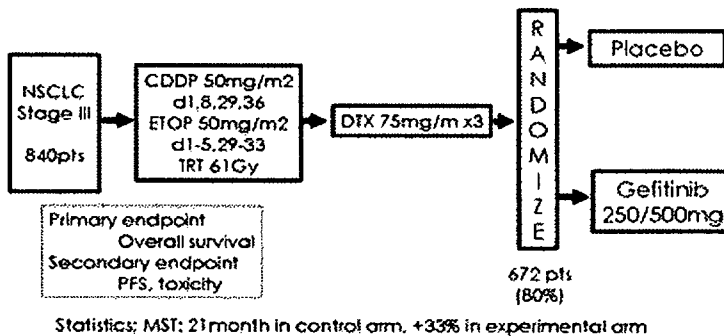 NSCLC
Stage III
840pts
CDDP 50mg/m2
d1,8,29,36
ETOP 50mg/m2
d1-5,29-33
TRT 61Gy
DTX 75mg/m x3
RANDOMIZE
Placebo
Gefitinib
250/500mg
672 pts
(80%)
Primary endpoint
Overall survival
Secondary endpoint
PFS, toxicity
Statistics; MST; 21month in control arm, +33% in experimental arm